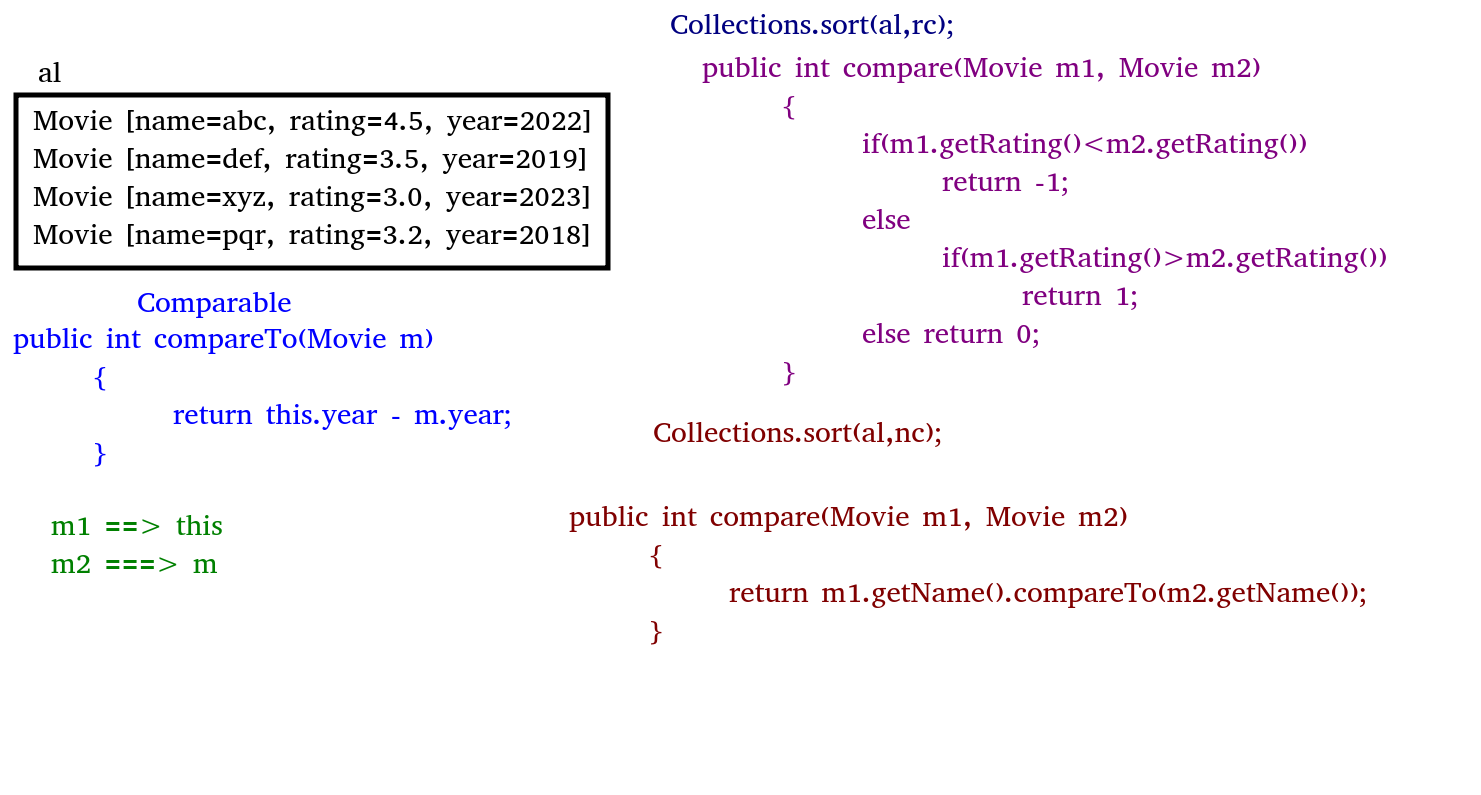 al
Movie [name=abc, rating=4.5, year=2022]
Movie [name=def, rating=3.5, year=2019]
Movie [name=xyz, rating=3.0, year=2023]
Movie [name=pqr, rating=3.2, year=2018]
Comparable
public int compareTo(Movie m)
{
return this.year - m.year;
}
m1 ==> this
m2 ===> m
Collections.sort(al,rc);
public int compare(Movie m1, Movie m2)
{
if(m1.getRating()<m2.getRating())
return -1;
else
if(m1.getRating()>m2.getRating())
return 1;
else return 0;
}
Collections.sort(al,nc);
public int compare(Movie m1, Movie m2)
{
return m1.getName().compareTo(m2.getName());
}